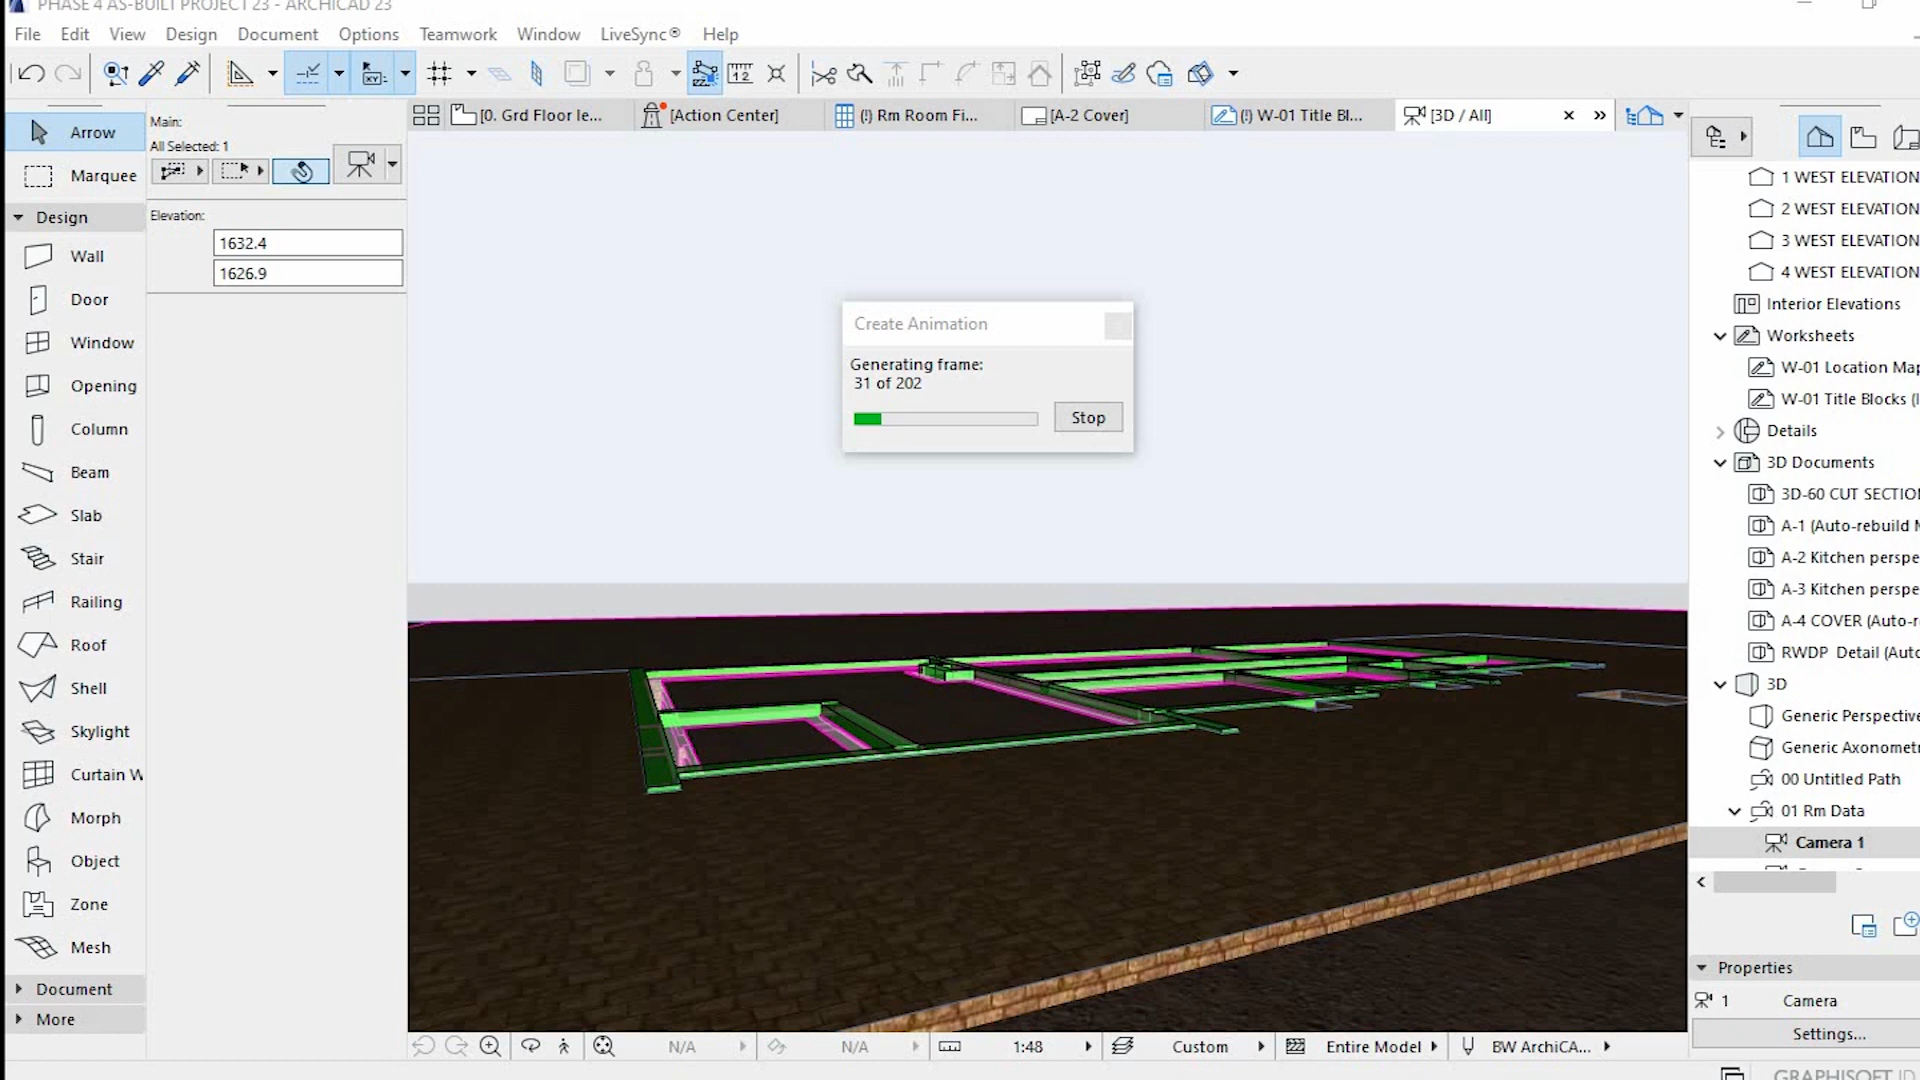 PHASE 4 AS-BUILT PROJECT 23 - ARCHICAD 23
File Edit View Design Document Options Teamwork Window LiveSync® Help
[0. Grd Floor le... [Action Center] (!) Rm Room Fi... [A-2 Cover] (!) W-01 Title Bl... [3D / All]
Arrow
Marquee
Design
Wall
Door
Window
Opening
Column
Beam
Slab
Stair
Railing
Roof
Shell
Skylight
Curtain W
Morph
Object
Zone
Mesh
Document
More
Main:
All Selected: 1
Elevation:
1632.4
1626.9
Create Animation
Generating frame:
31 of 202
Stop
1 WEST ELEVATION
2 WEST ELEVATION
3 WEST ELEVATION
4 WEST ELEVATION
Interior Elevations
Worksheets
W-01 Location Map
W-01 Title Blocks (I
Details
3D Documents
3D-60 CUT SECTION
A-1 (Auto-rebuild M
A-2 Kitchen perspe
A-3 Kitchen perspe
A-4 COVER (Auto-r
RWDP Detail (Auto
3D
Generic Perspective
Generic Axonomet
00 Untitled Path
01 Rm Data
Camera 1
Properties
1 Camera
Settings...
N/A N/A 1:48 Custom Entire Model BW ArchiCA...
GRAPHISOFT ID